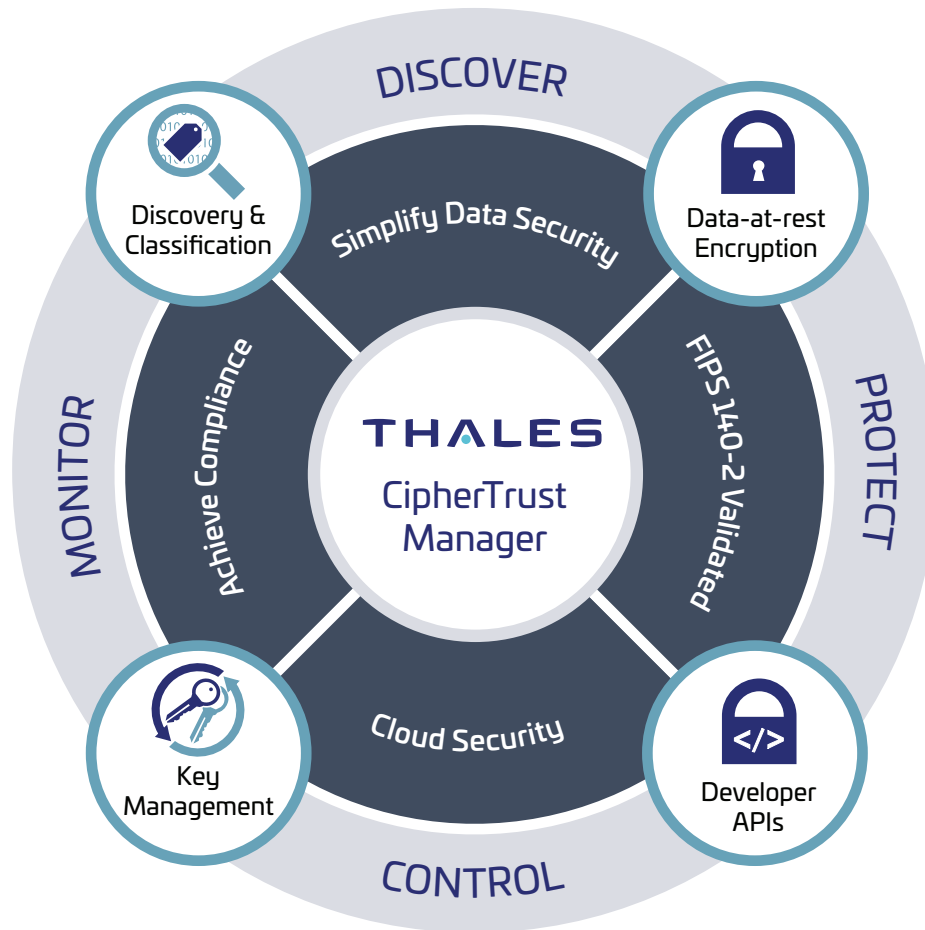 DISCOVER
Discovery &
Classification
Data-at-rest
Encryption
Simplify Data Security
MONITOR
Achieve Compliance
THALES
CipherTrust
Manager
FIPS 140-2 Validated
PROTECT
Cloud Security
Key
Management
</>
Developer
APIs
CONTROL